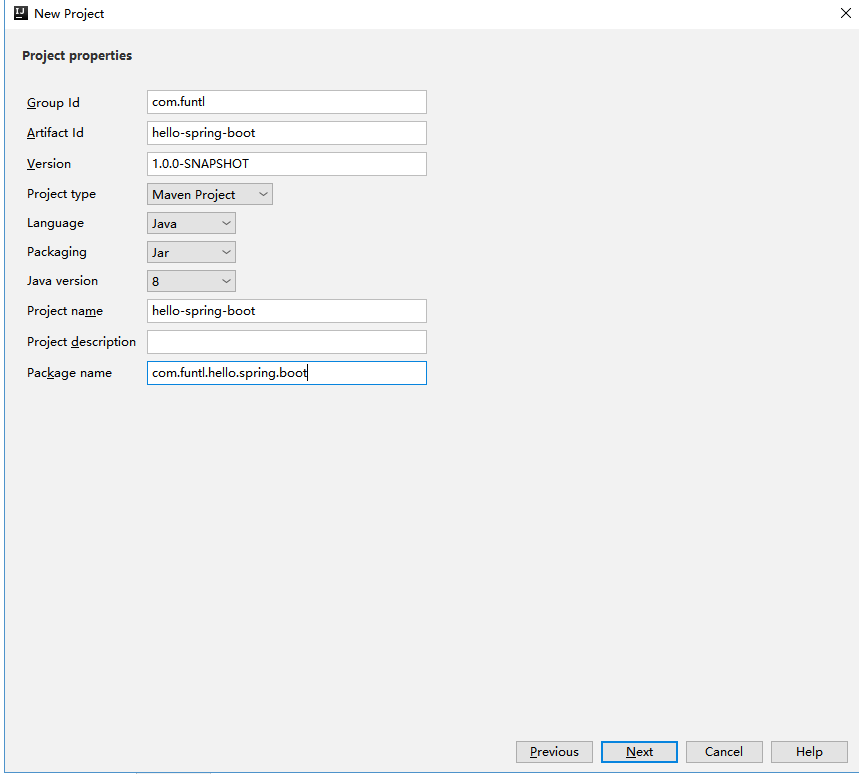 IJ New Project
Project properties
Group Id com.funtl
Artifact Id hello-spring-boot
Version 1.0.0-SNAPSHOT
Project type Maven Project
Language Java
Packaging Jar
Java version 8
Project name hello-spring-boot
Project description
Package name com.funtl.hello.spring.boot
Previous Next Cancel Help